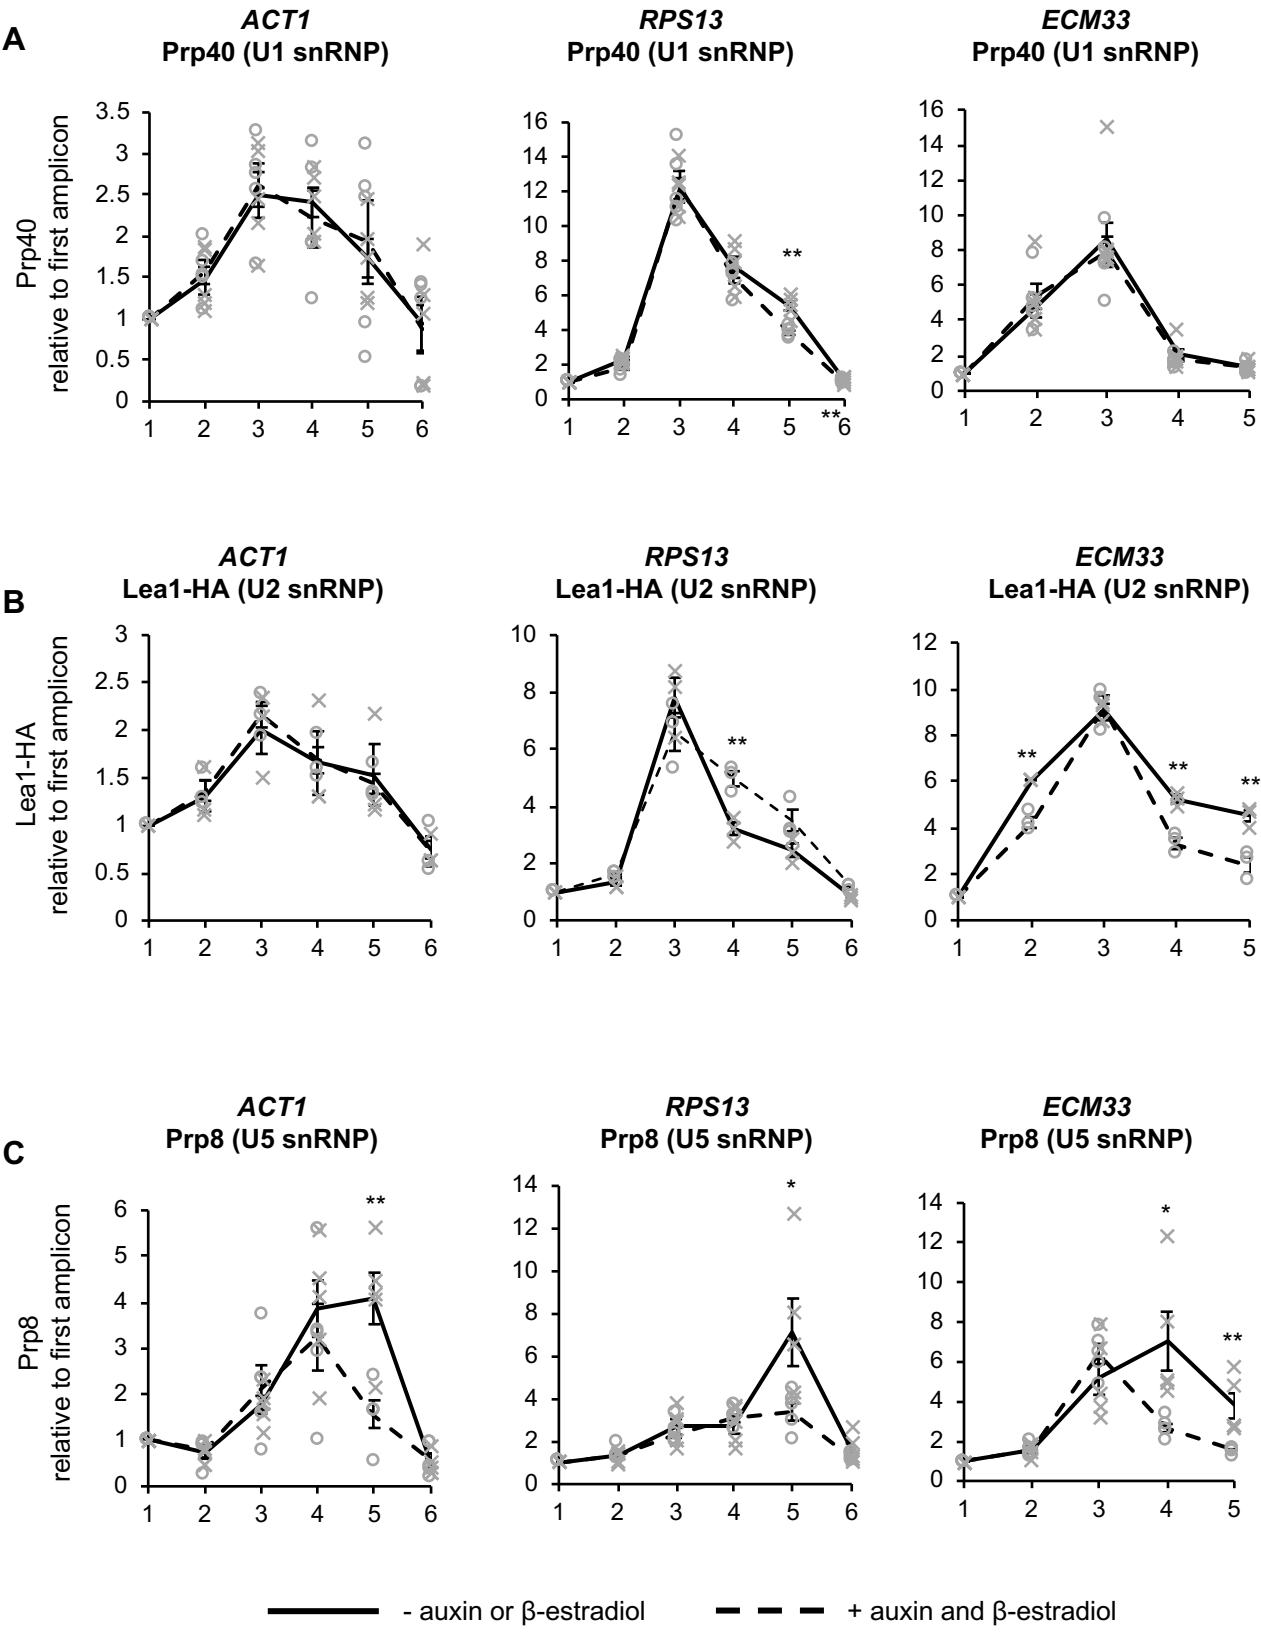 A
ACT1
Prp40 (U1 snRNP)
RPS13
Prp40 (U1 snRNP)
ECM33
Prp40 (U1 snRNP)
Prp40
relative to first amplicon
3.5
3
2.5
2
1.5
1
0.5
0
1 2 3 4 5 6
16
14
12
10
8
6
4
2
0
**
**
1 2 3 4 5 6
16
14
12
10
8
6
4
2
0
1 2 3 4 5
B
ACT1
Lea1-HA (U2 snRNP)
RPS13
Lea1-HA (U2 snRNP)
ECM33
Lea1-HA (U2 snRNP)
Lea1-HA
relative to first amplicon
3
2.5
2
1.5
1
0.5
0
1 2 3 4 5 6
10
8
6
4
2
0
**
1 2 3 4 5 6
12
10
8
6
4
2
0
** ** **
1 2 3 4 5
C
ACT1
Prp8 (U5 snRNP)
RPS13
Prp8 (U5 snRNP)
ECM33
Prp8 (U5 snRNP)
Prp8
relative to first amplicon
6
5
4
3
2
1
0
**
1 2 3 4 5 6
14
12
10
8
6
4
2
0
*
1 2 3 4 5 6
14
12
10
8
6
4
2
0
* **
1 2 3 4 5
- auxin or β-estradiol
+ auxin and β-estradiol